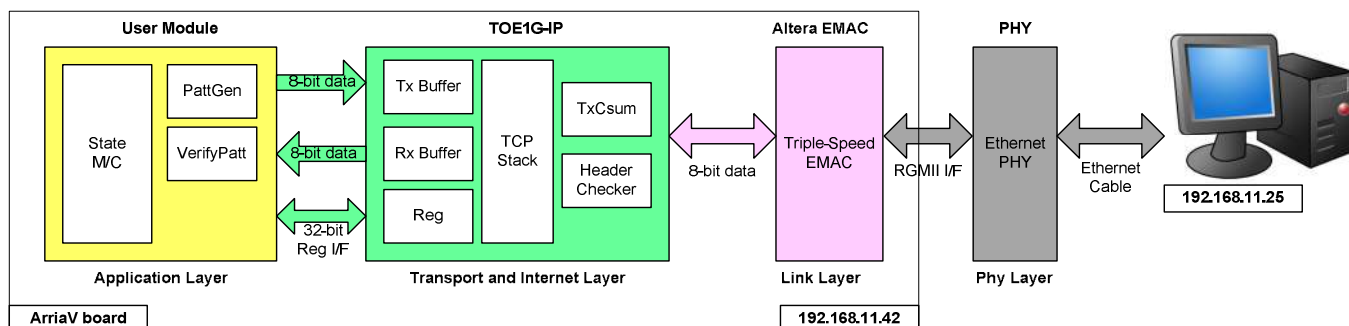 User Module
TOE1G-IP
Altera EMAC
PHY
State
M/C
PattGen
VerifyPatt
8-bit data
8-bit data
32-bit
Reg I/F
Tx Buffer
Rx Buffer
Reg
TCP
Stack
TxCsum
Header
Checker
8-bit data
Triple-Speed
EMAC
RGMII I/F
Ethernet
PHY
Ethernet
Cable
192.168.11.25
Application Layer
Transport and Internet Layer
Link Layer
Phy Layer
ArriaV board
192.168.11.42